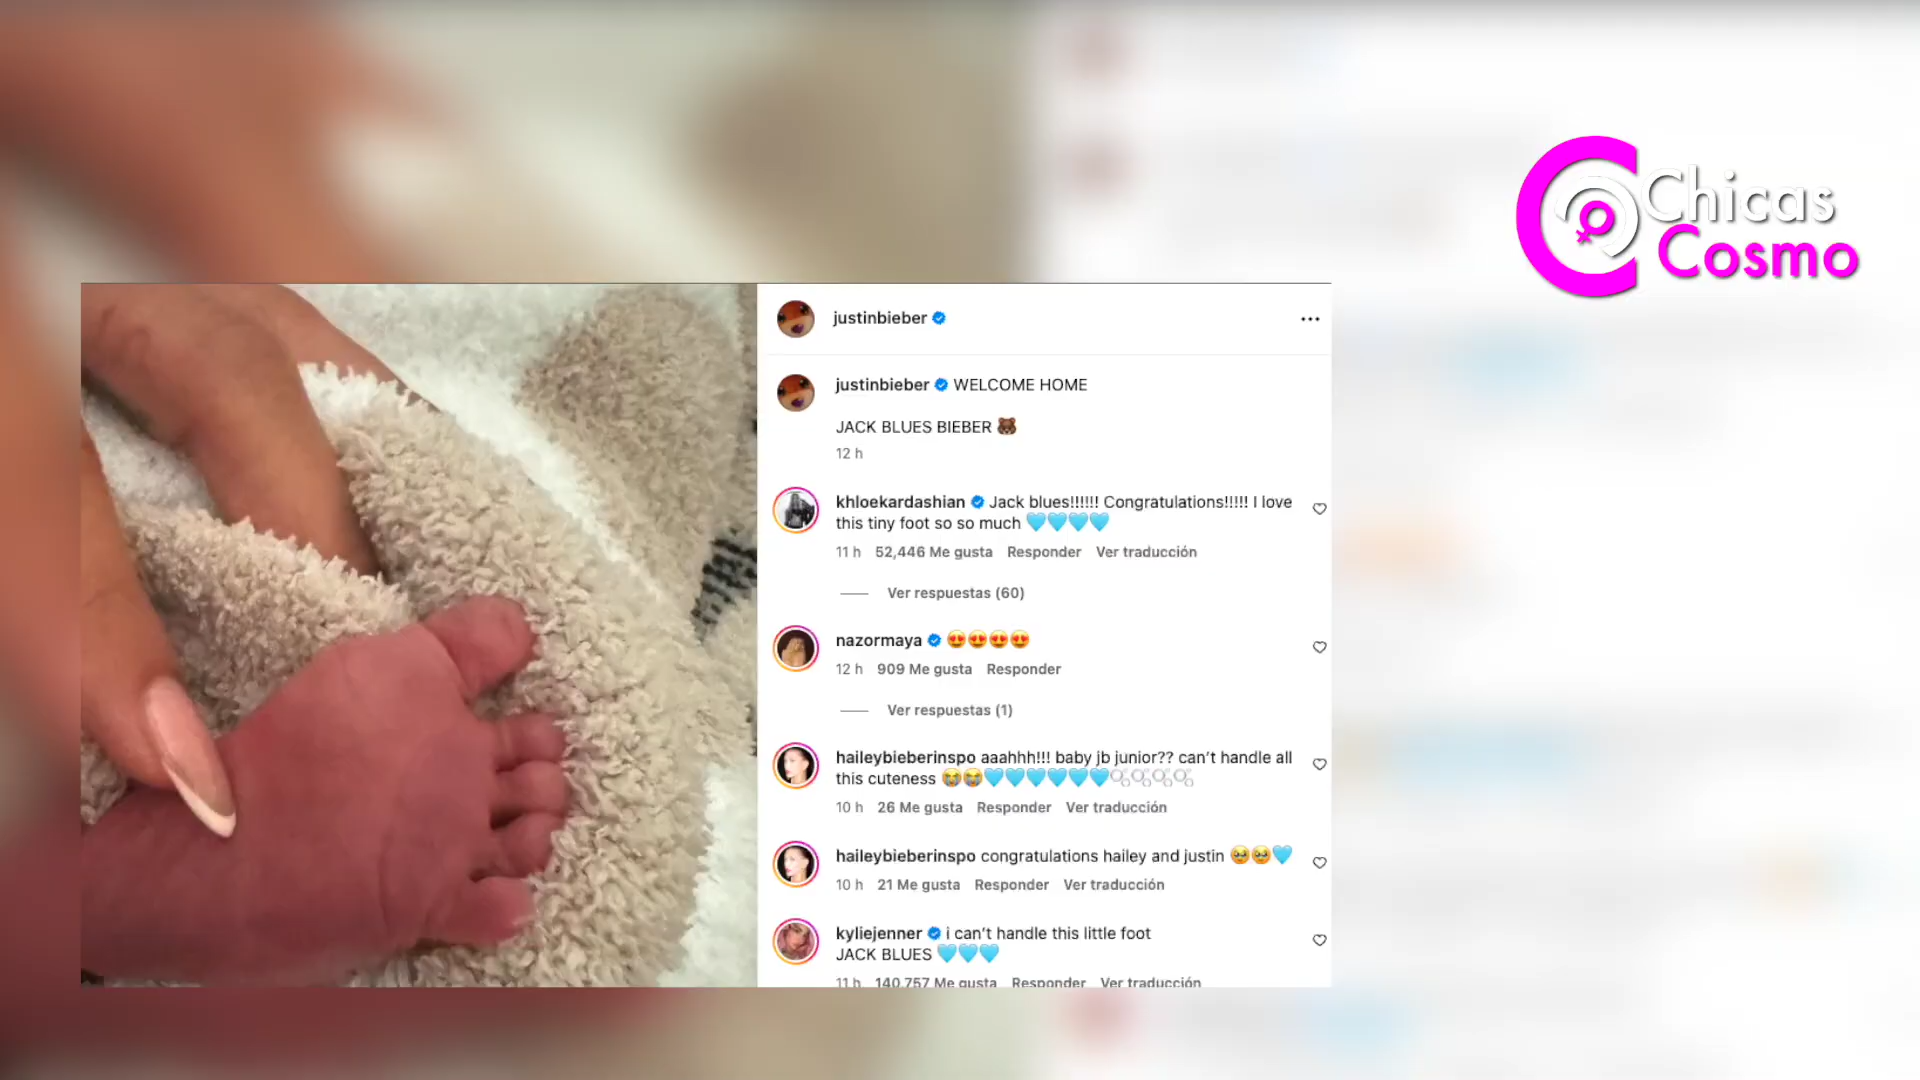 Chicas
Cosmo
justinbieber
justinbieber WELCOME HOME
JACK BLUES BIEBER 🐻
12 h
khloekardashian Jack blues!!!!!! Congratulations!!!!! I love
this tiny foot so so much 🩵🩵🩵🩵
11 h 52,446 Me gusta Responder Ver traducción
Ver respuestas (60)
nazormaya 😍😍😍😍
12 h 909 Me gusta Responder
Ver respuestas (1)
haileybieberinspo aaahhh!!! baby jb junior?? can’t handle all
this cuteness 😭😭🩵🩵🩵🩵🩵🩵🫧🫧🫧🫧
10 h 26 Me gusta Responder Ver traducción
haileybieberinspo congratulations hailey and justin 🥹🥹🩵
10 h 21 Me gusta Responder Ver traducción
kyliejenner i can’t handle this little foot
JACK BLUES 🩵🩵🩵
11 h 140,757 Me gusta Responder Ver traducción